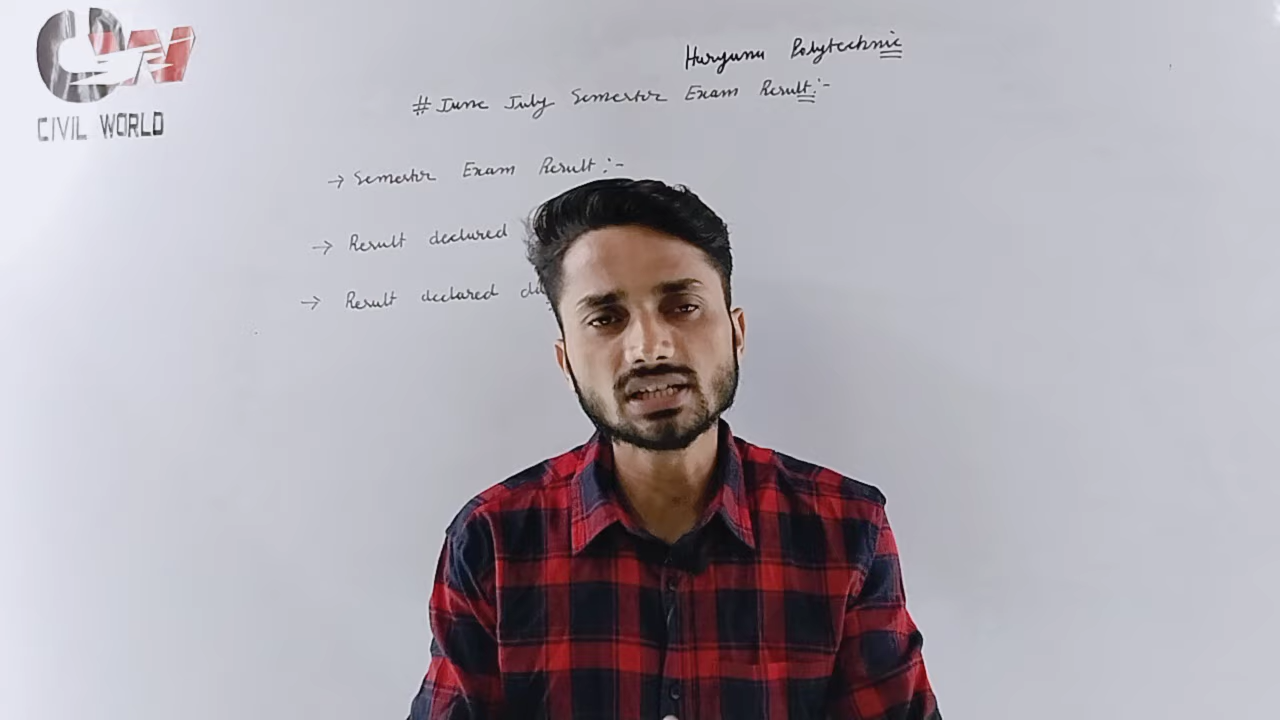 CIVIL WORLD
Haryana Polytechnic
# June July Semester Exam Result :-
→ Semester Exam Result :-
→ Result declared
→ Result declared